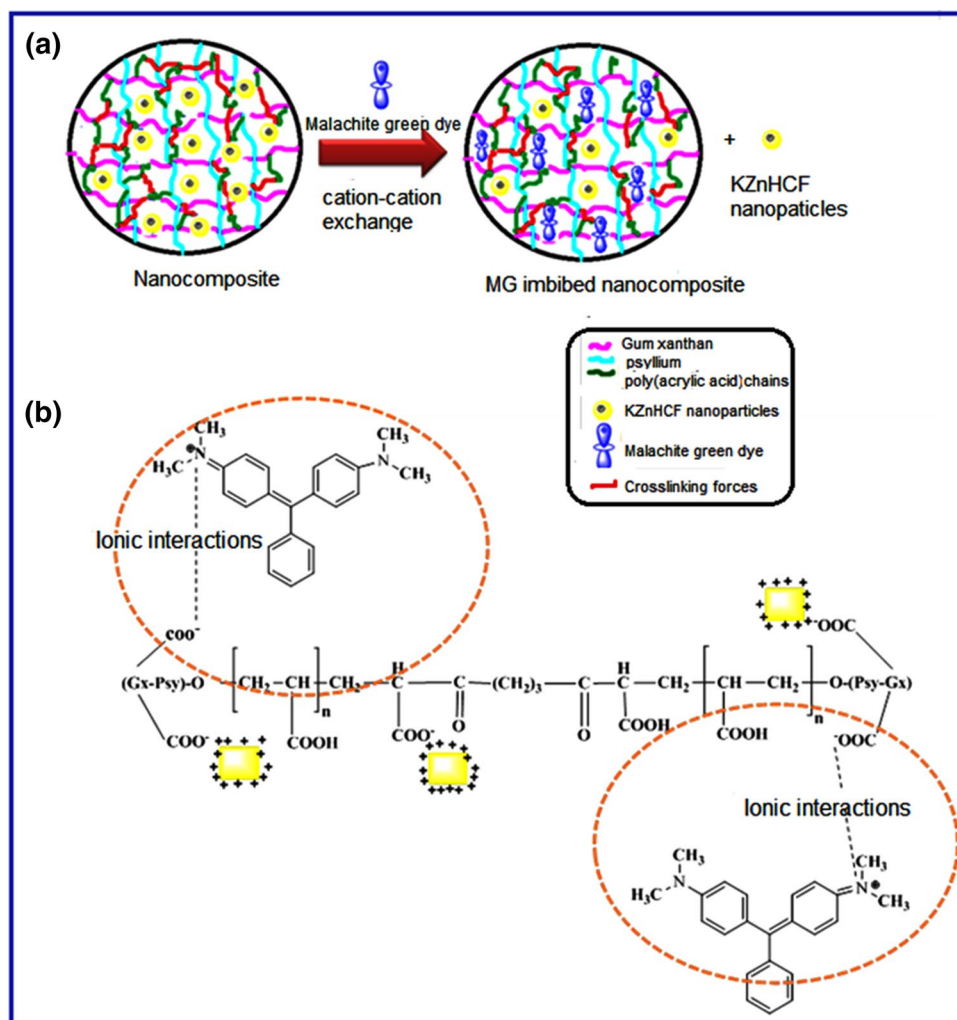 (a)
Malachite green dye
cation-cation
exchange
+
KZnHCF
nanopaticles
Nanocomposite
MG imbibed nanocomposite
Gum xanthan
psyllium
poly(acrylic acid)chains
KZnHCF nanoparticles
Malachite green dye
Crosslinking forces
(b)
CH₃
H₃C
N
⊕
N
CH₃
CH₃
Ionic interactions
coo⁻
⁻OOC
(Gx-Psy)-O
[CH₂-CH]n
CH₂-C
H
O
(CH₂)₃
O
H
C-CH₂
[CH-CH₂]n
O-(Psy-Gx)
COO⁻
COOH
COO⁻
COOH
COOH
⁻OOC
Ionic interactions
CH₃
H₃C
N
CH₃
N
⊕
CH₃